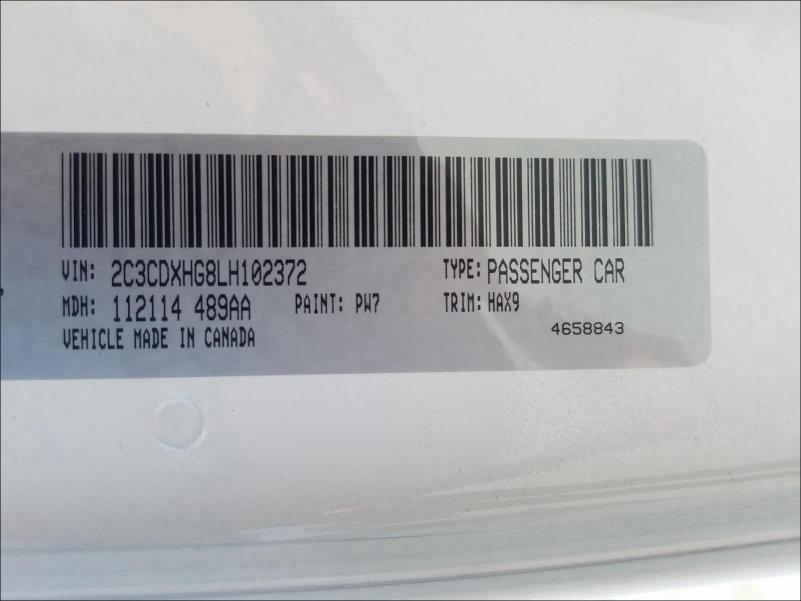 VIN: 2C3CDXHG8LH102372 TYPE: PASSENGER CAR
MDH: 112114 489AA PAINT: PW7 TRIM: HAX9
VEHICLE MADE IN CANADA 4658843